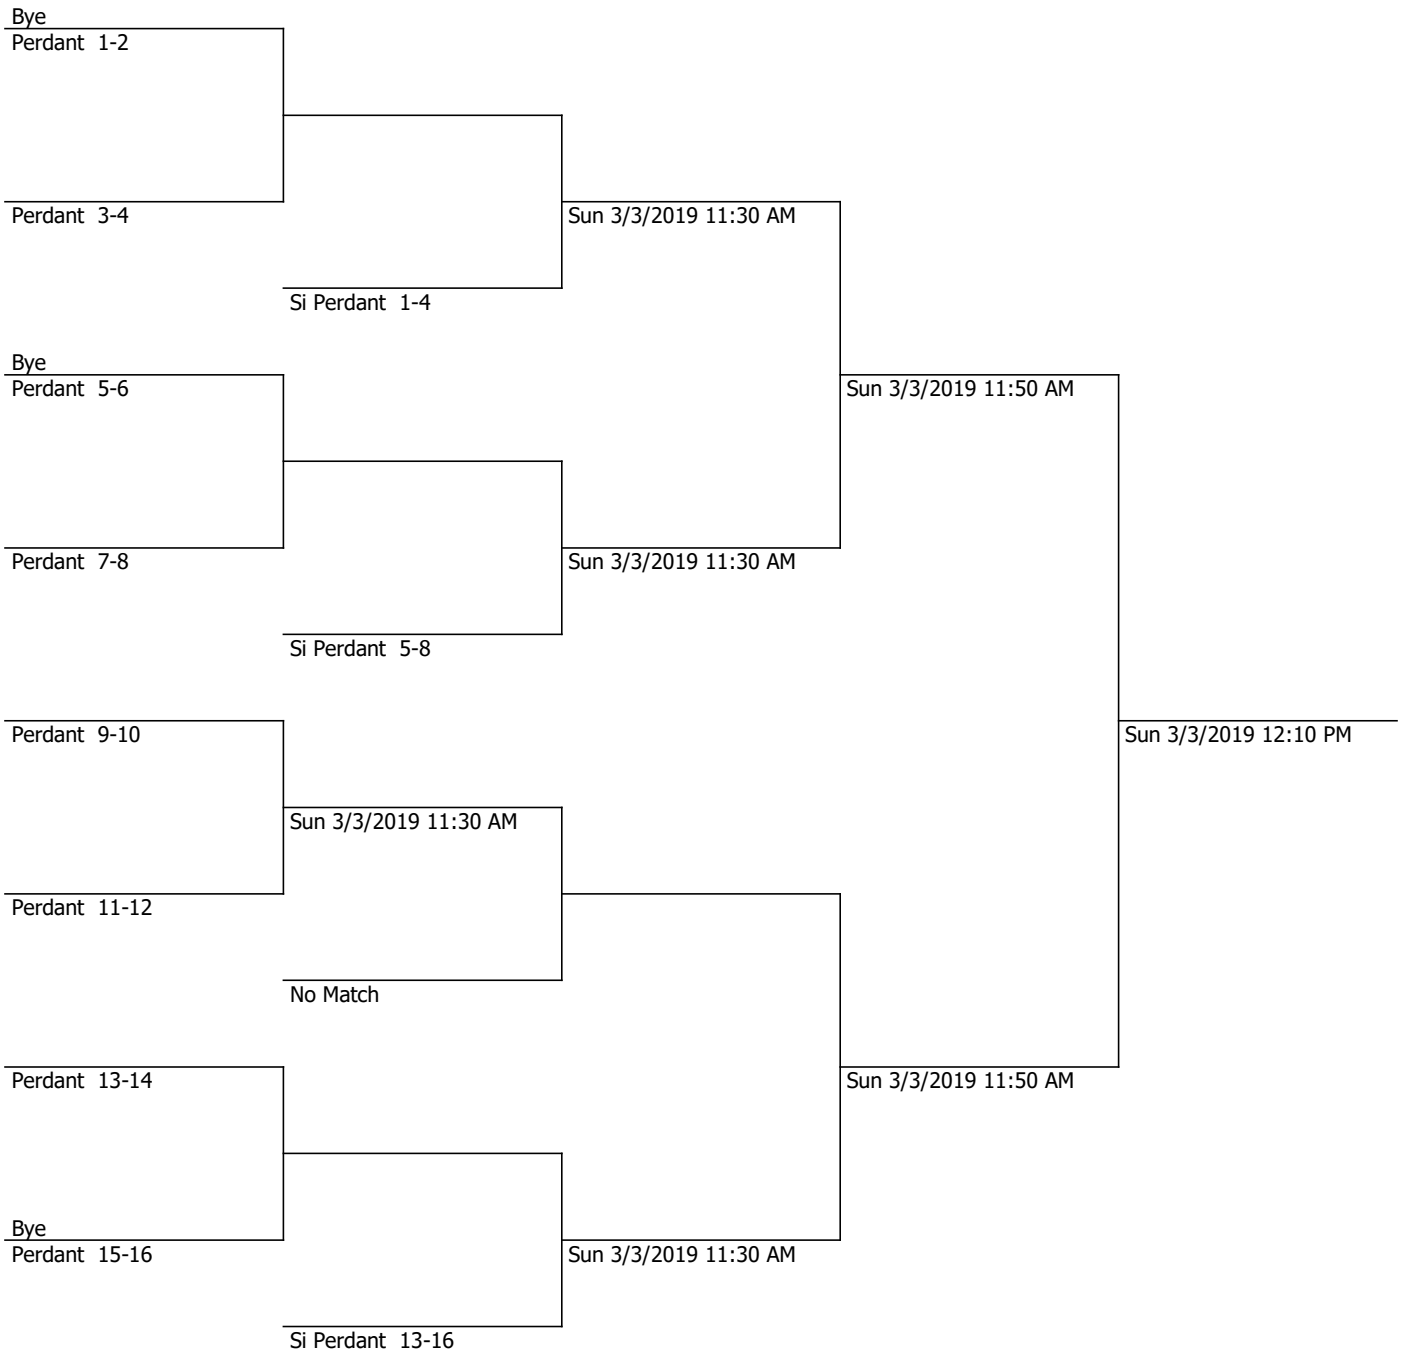 Bye
Perdant 1-2
Perdant 3-4
Sun 3/3/2019 11:30 AM
Si Perdant 1-4
Bye
Perdant 5-6
Sun 3/3/2019 11:50 AM
Perdant 7-8
Sun 3/3/2019 11:30 AM
Si Perdant 5-8
Perdant 9-10
Sun 3/3/2019 12:10 PM
Sun 3/3/2019 11:30 AM
Perdant 11-12
No Match
Perdant 13-14
Sun 3/3/2019 11:50 AM
Bye
Perdant 15-16
Sun 3/3/2019 11:30 AM
Si Perdant 13-16